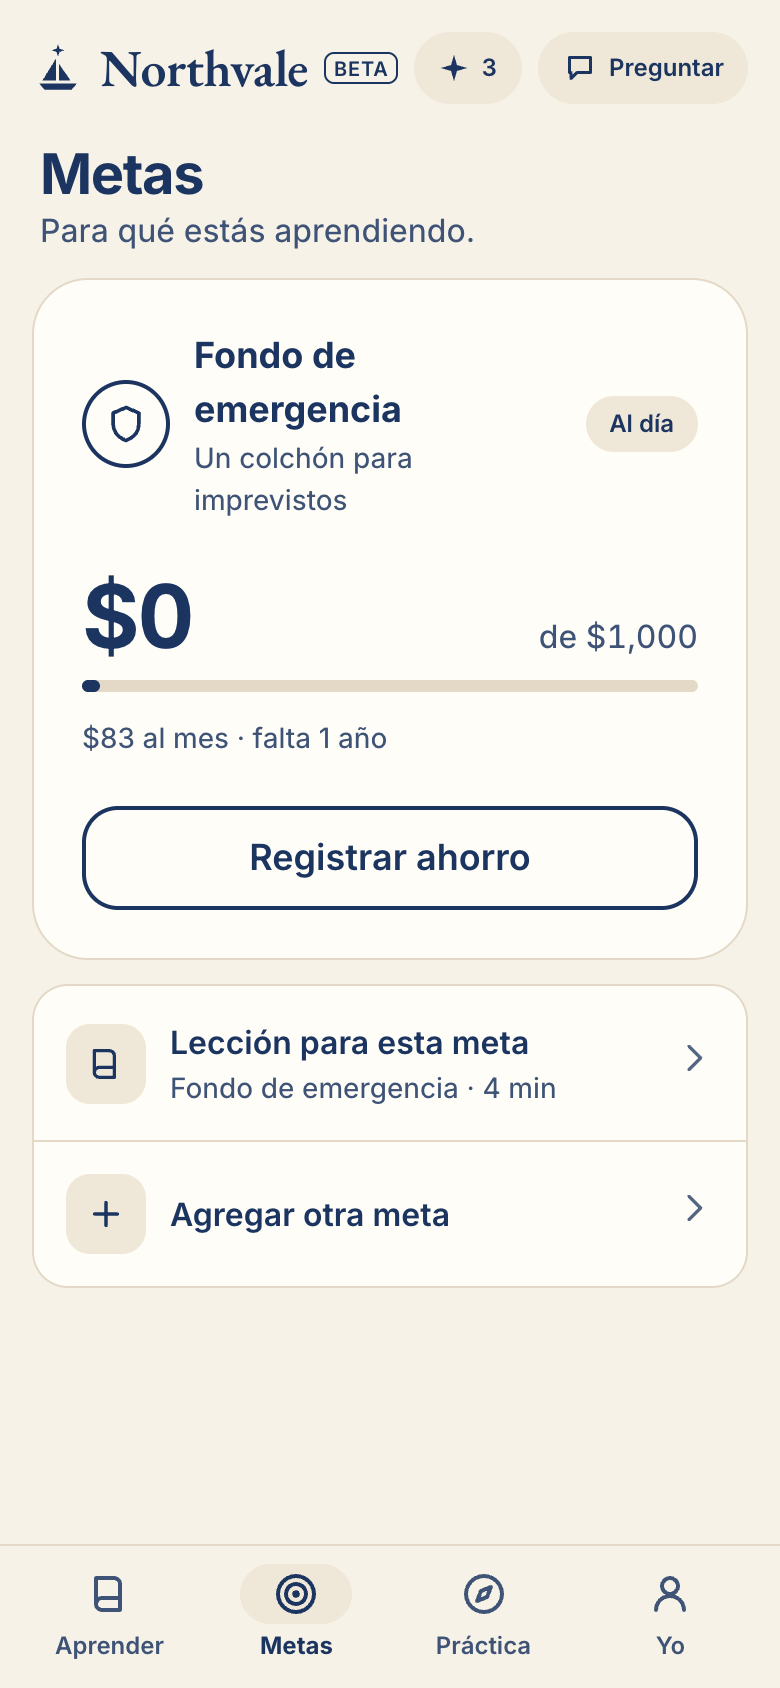 Northvale BETA 3 Preguntar
Metas
Para qué estás aprendiendo.
Fondo de
emergencia
Un colchón para
imprevistos
Al día
$0
de $1,000
$83 al mes · falta 1 año
Registrar ahorro
Lección para esta meta
Fondo de emergencia · 4 min
Agregar otra meta
Aprender Metas Práctica Yo